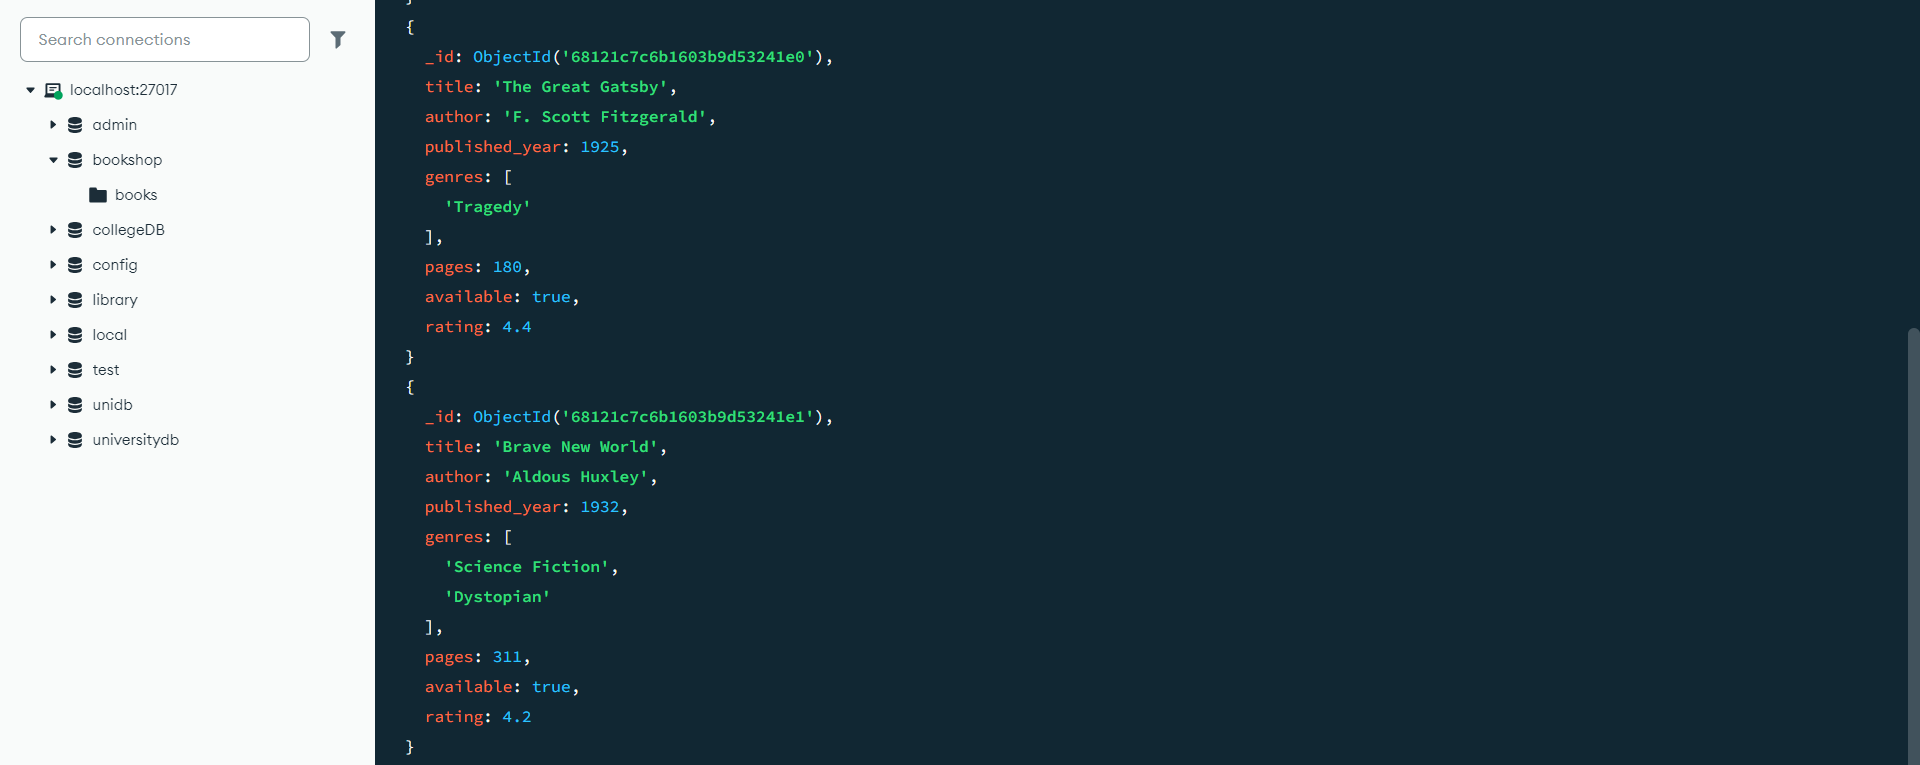 Search connections
localhost:27017
admin
bookshop
books
collegeDB
config
library
local
test
unidb
universitydb
}
{
_id: ObjectId('68121c7c6b1603b9d53241e0'),
title: 'The Great Gatsby',
author: 'F. Scott Fitzgerald',
published_year: 1925,
genres: [
'Tragedy'
],
pages: 180,
available: true,
rating: 4.4
}
{
_id: ObjectId('68121c7c6b1603b9d53241e1'),
title: 'Brave New World',
author: 'Aldous Huxley',
published_year: 1932,
genres: [
'Science Fiction',
'Dystopian'
],
pages: 311,
available: true,
rating: 4.2
}